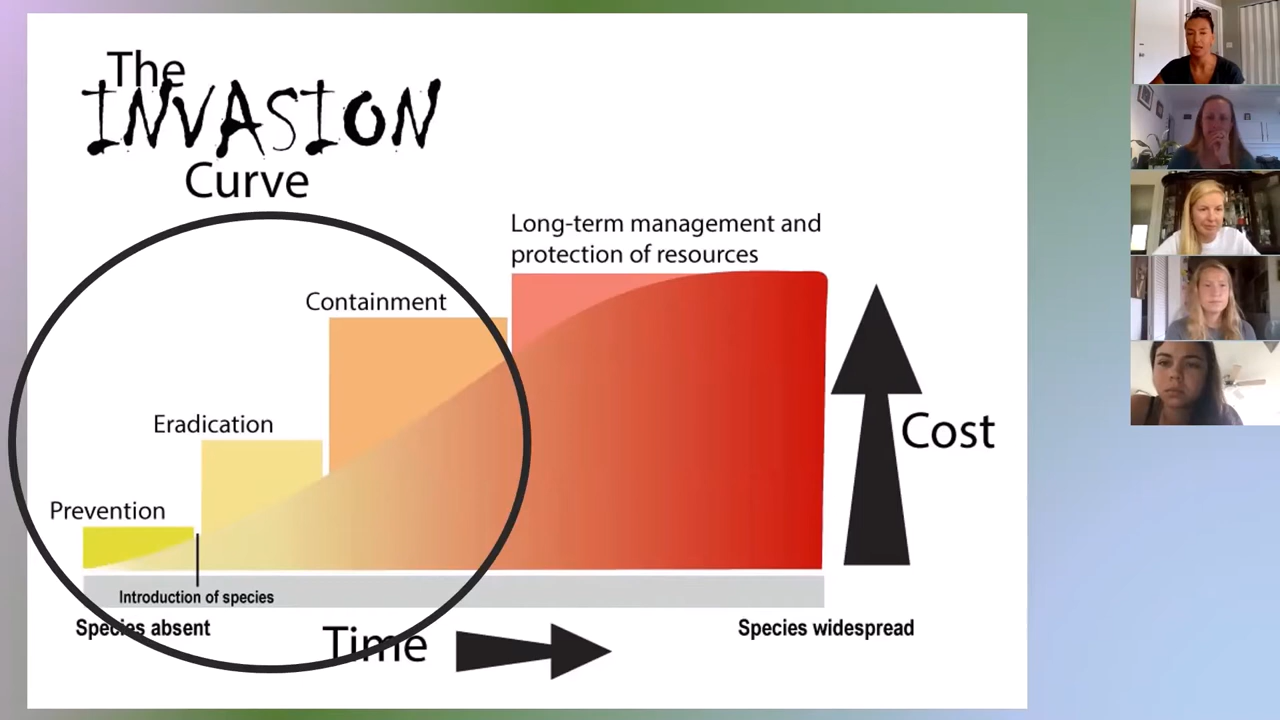 The
INVASION
Curve
Long-term management and
protection of resources
Containment
Eradication
Prevention
Cost
Introduction of species
Species absent
Time
Species widespread